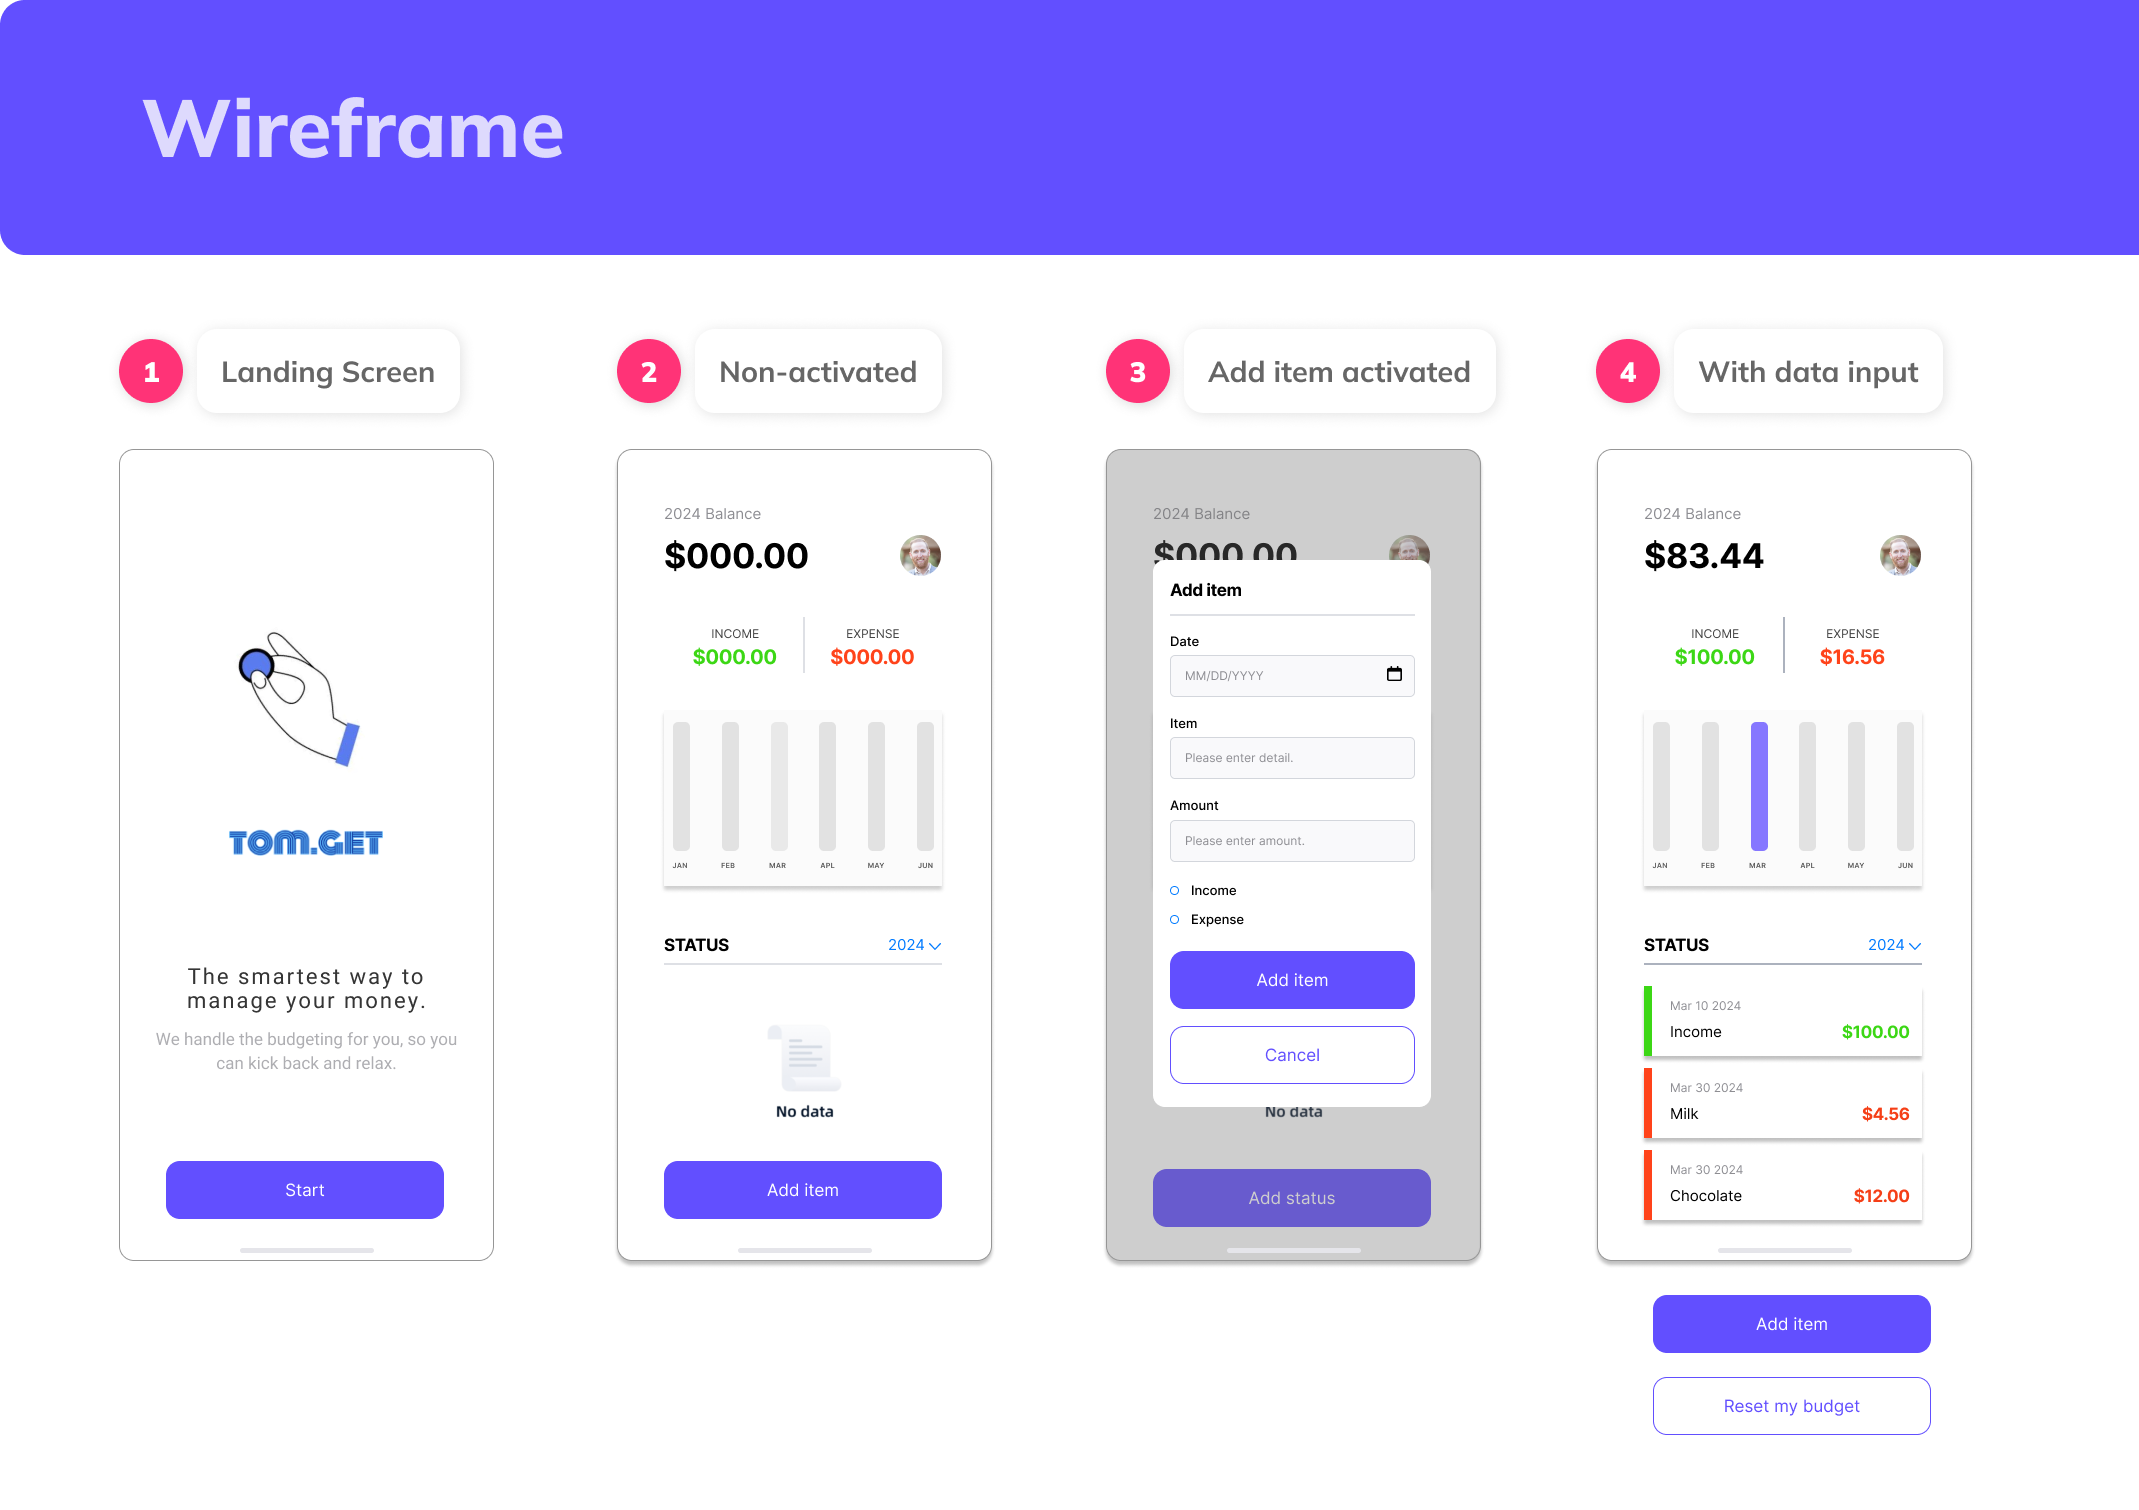 Wireframe
1
Landing Screen
TOM.GET
The smartest way to
manage your money.
We handle the budgeting for you, so you
can kick back and relax.
Start
2
Non-activated
2024 Balance
$000.00
INCOME
$000.00
EXPENSE
$000.00
JAN FEB MAR APL MAY JUN
STATUS
2024
No data
Add item
3
Add item activated
2024 Balance
$000.00
Add item
Date
MM/DD/YYYY
Item
Please enter detail.
Amount
Please enter amount.
Income
Expense
Add item
Cancel
No data
Add status
4
With data input
2024 Balance
$83.44
INCOME
$100.00
EXPENSE
$16.56
JAN FEB MAR APL MAY JUN
STATUS
2024
Mar 10 2024
Income $100.00
Mar 30 2024
Milk $4.56
Mar 30 2024
Chocolate $12.00
Add item
Reset my budget